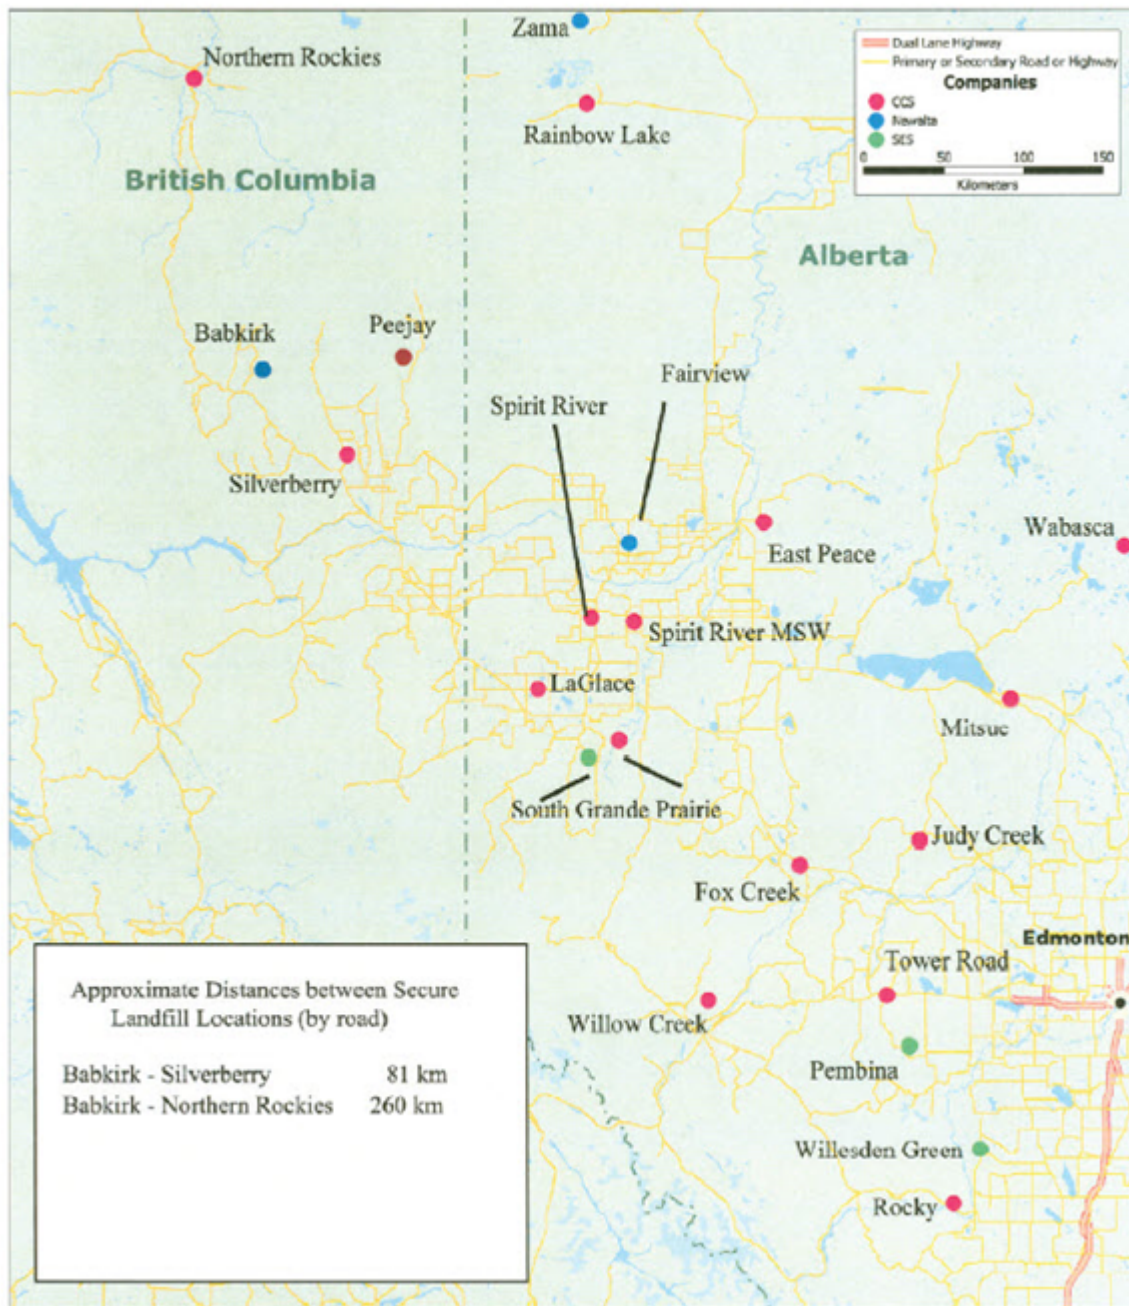 Zama
Northern Rockies
Rainbow Lake
Dual Lane Highway
Primary or Secondary Road or Highway
Companies
CCS
Newalta
SES
0 50 100 150
Kilometers
British Columbia
Alberta
Babkirk
Peejay
Fairview
Spirit River
Silverberry
East Peace
Wabasca
Spirit River MSW
LaGlace
Mitsue
South Grande Prairie
Judy Creek
Fox Creek
Edmonton
Tower Road
Willow Creek
Pembina
Willesden Green
Rocky
Approximate Distances between Secure
Landfill Locations (by road)
Babkirk - Silverberry 81 km
Babkirk - Northern Rockies 260 km